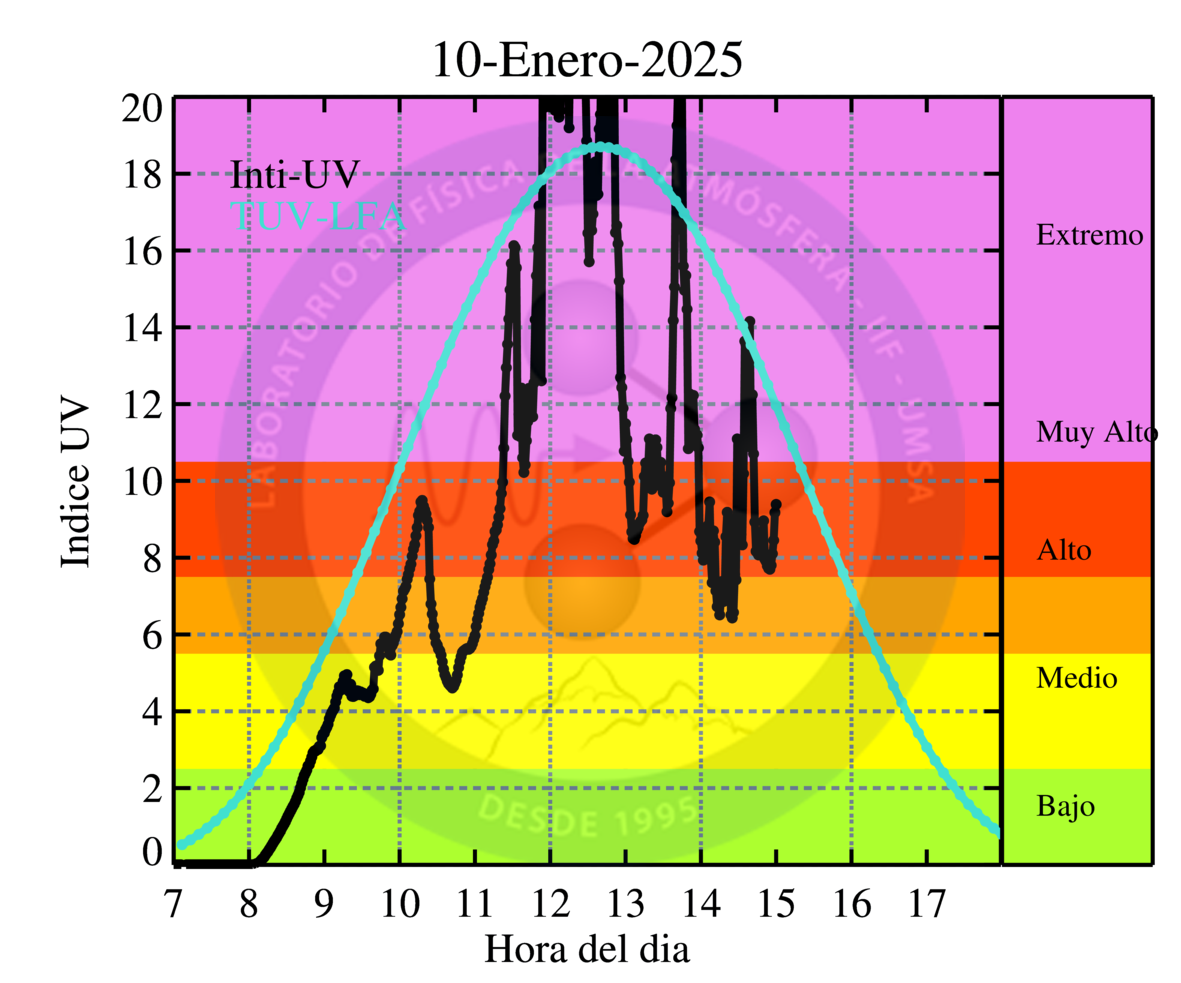 10-Enero-2025
Inti-UV
TUV-LFA
LABORATORIO DE FÍSICA DE LA ATMÓSFERA - IIF - UMSA
DESDE 1995
Indice UV
20
18
16
14
12
10
8
6
4
2
0
Extremo
Muy Alto
Alto
Medio
Bajo
7 8 9 10 11 12 13 14 15 16 17
Hora del dia